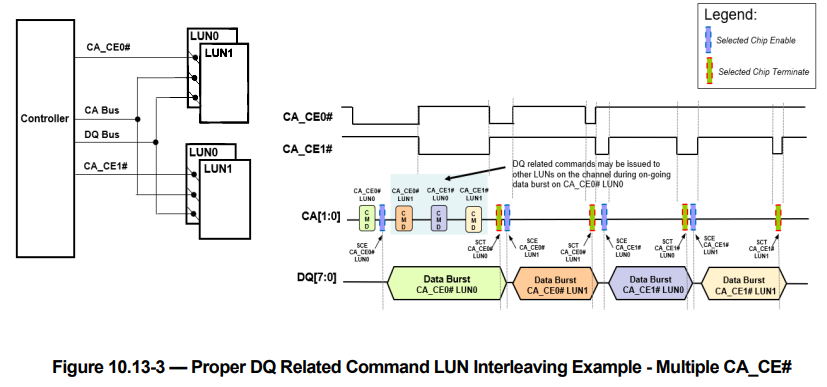 Legend:
Selected Chip Enable
Selected Chip Terminate
Controller
CA_CE0#
CA Bus
DQ Bus
CA_CE1#
LUN0
LUN1
LUN0
LUN1
CA_CE0#
CA_CE1#
DQ related commands may be issued to
other LUNs on the channel during on-going
data burst on CA_CE0# LUN0
CA_CE0# CA_CE0# CA_CE1# CA_CE1#
LUN0 LUN1 LUN0 LUN1
CA[1:0]
C C C C
M M M M
D D D D
SCE
CA_CE0#
LUN0
SCT
CA_CE0#
LUN0
SCE
CA_CE0#
LUN1
SCT
CA_CE0#
LUN1
SCE
CA_CE1#
LUN0
SCT
CA_CE1#
LUN0
SCE
CA_CE1#
LUN1
SCT
CA_CE1#
LUN1
DQ[7:0]
Data Burst
CA_CE0# LUN0
Data Burst
CA_CE0# LUN1
Data Burst
CA_CE1# LUN0
Data Burst
CA_CE1# LUN1
Figure 10.13-3 — Proper DQ Related Command LUN Interleaving Example - Multiple CA_CE#